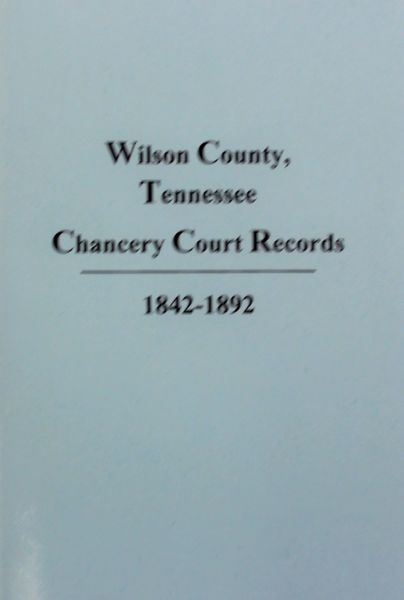 Wilson County,
Tennessee
Chancery Court Records
1842-1892